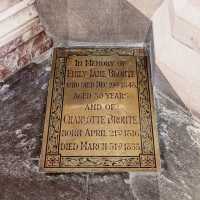 In Memory of
Emily Jane Brontë
who died Decr 19th 1848,
aged 30 years
and of
Charlotte Brontë
born April 21st 1816
died March 31st 1855